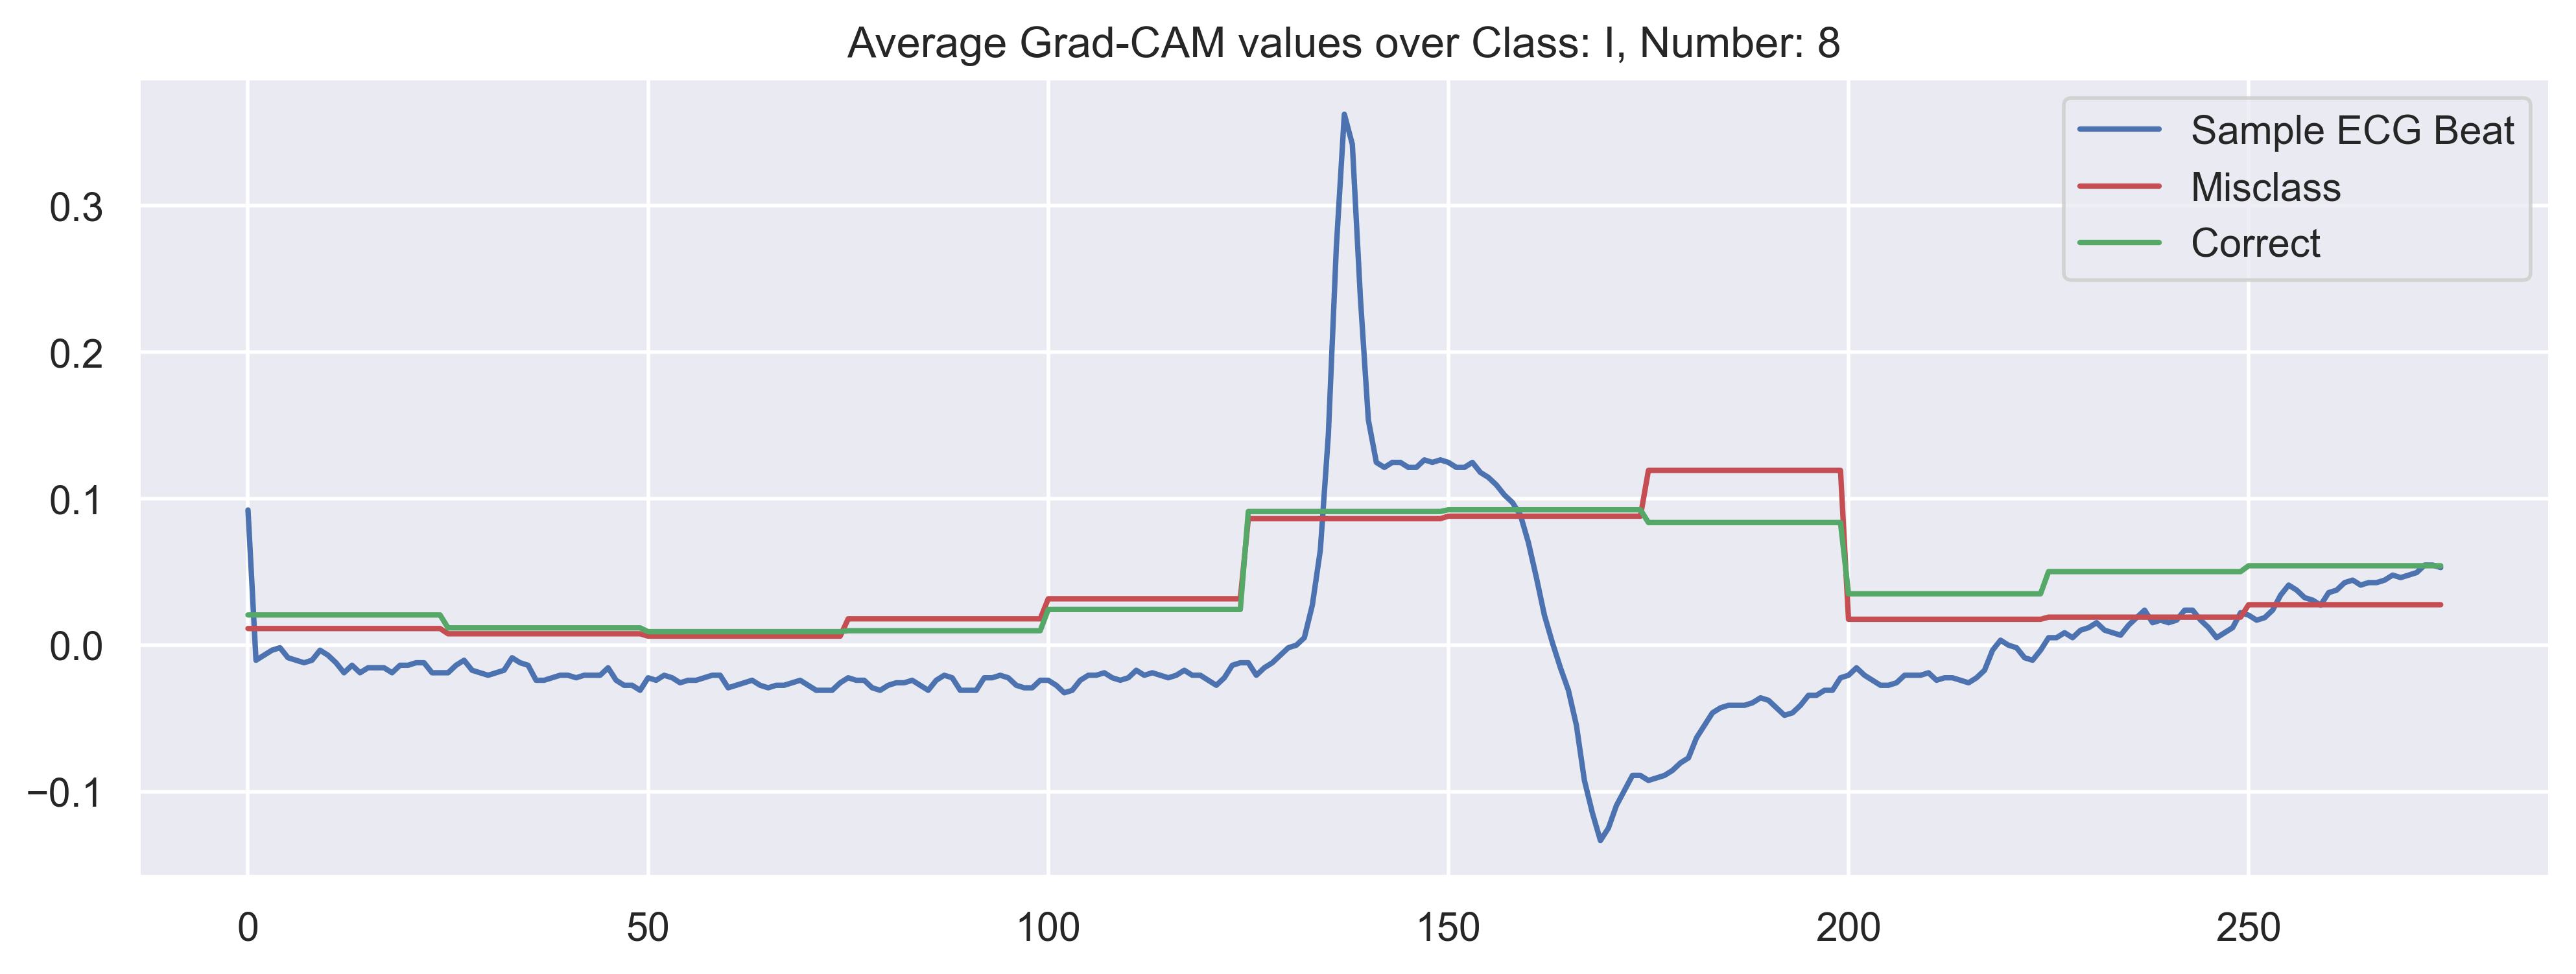 Average Grad-CAM values over Class: I, Number: 8
Sample ECG Beat
Misclass
Correct
0.3
0.2
0.1
0.0
−0.1
0 50 100 150 200 250